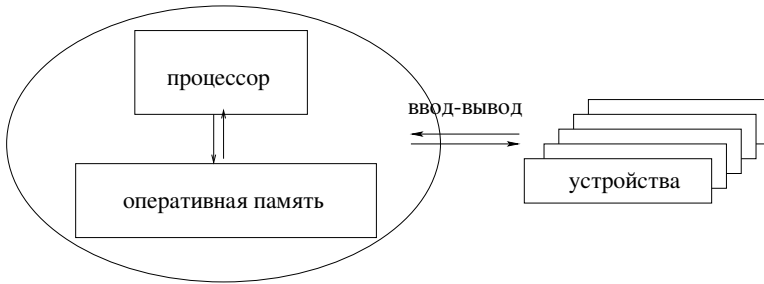 процессор
ввод-вывод
оперативная память
устройства